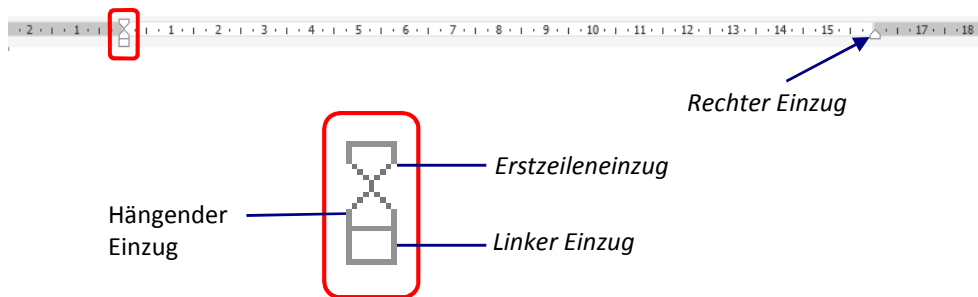 · 2 · ı · 1 · ı · ı · 1 · ı · 2 · ı · 3 · ı · 4 · ı · 5 · ı · 6 · ı · 7 · ı · 8 · ı · 9 · ı · 10 · ı · 11 · ı · 12 · ı · 13 · ı · 14 · ı · 15 · ı · ı · 17 · ı · 18
Rechter Einzug
Erstzeileneinzug
Hängender
Einzug
Linker Einzug